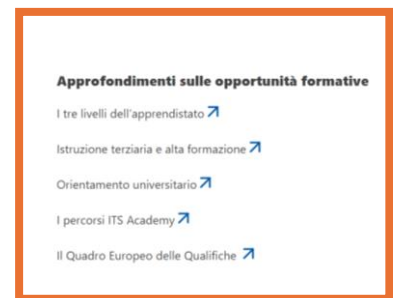 Approfondimenti sulle opportunità formative
I tre livelli dell'apprendistato
Istruzione terziaria e alta formazione
Orientamento universitario
I percorsi ITS Academy
Il Quadro Europeo delle Qualifiche